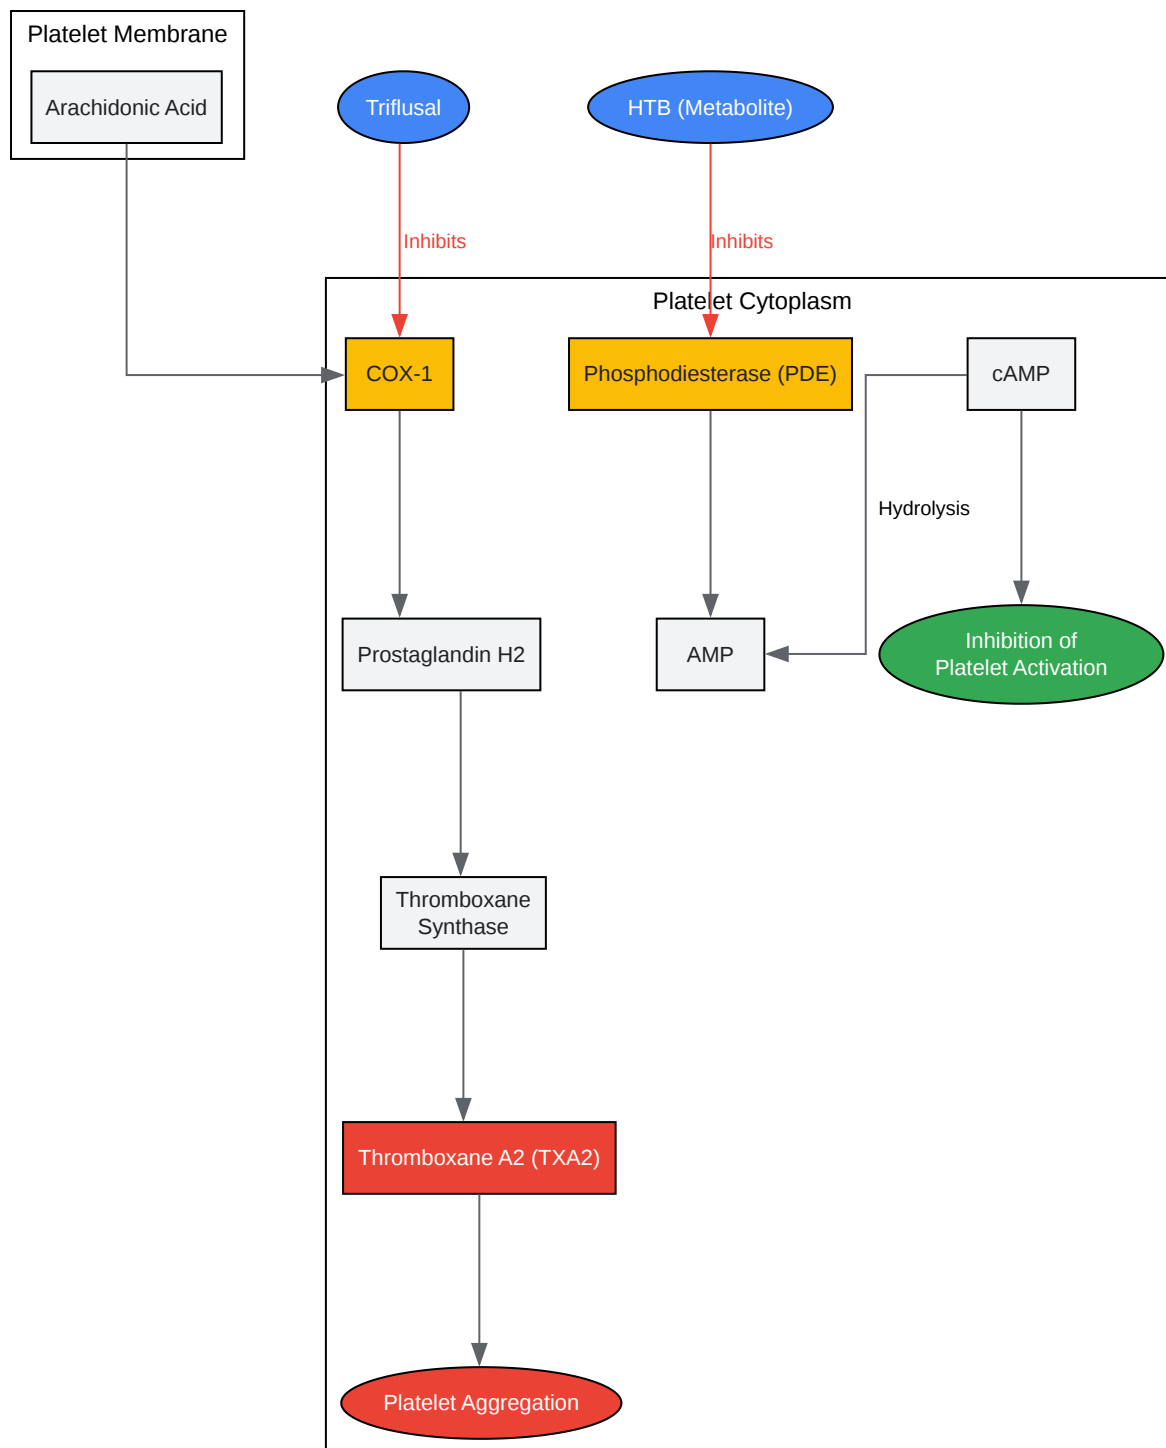 Platelet Membrane
Arachidonic Acid
Triflusal
HTB (Metabolite)
Inhibits
Inhibits
Platelet Cytoplasm
COX-1
Phosphodiesterase (PDE)
cAMP
Hydrolysis
Prostaglandin H2
AMP
Inhibition of
Platelet Activation
Thromboxane
Synthase
Thromboxane A2 (TXA2)
Platelet Aggregation